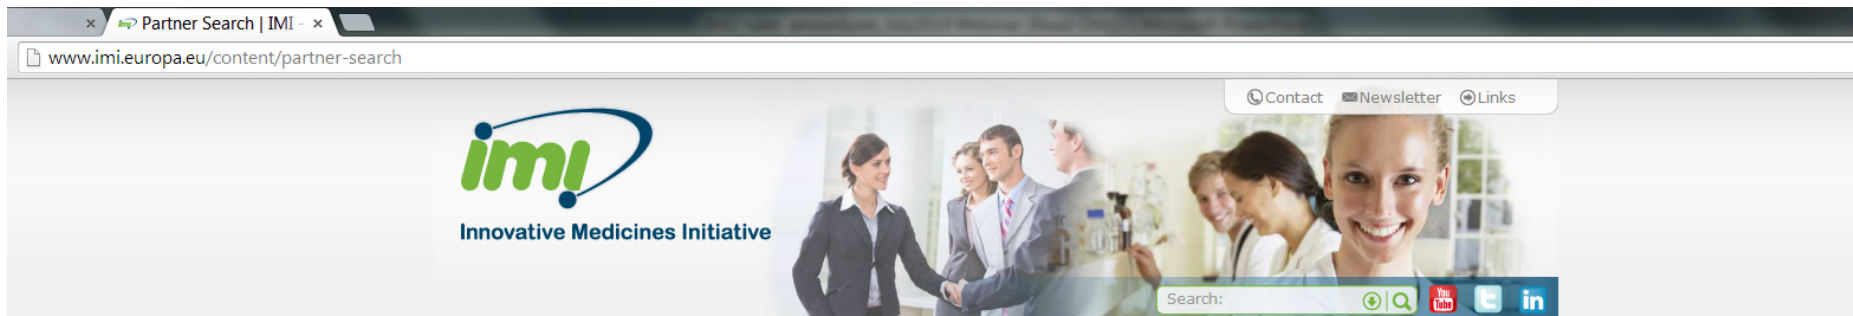 Partner Search | IMI -
www.imi.europa.eu/content/partner-search
Contact Newsletter Links
imi
Innovative Medicines Initiative
Search:
You Tube t in